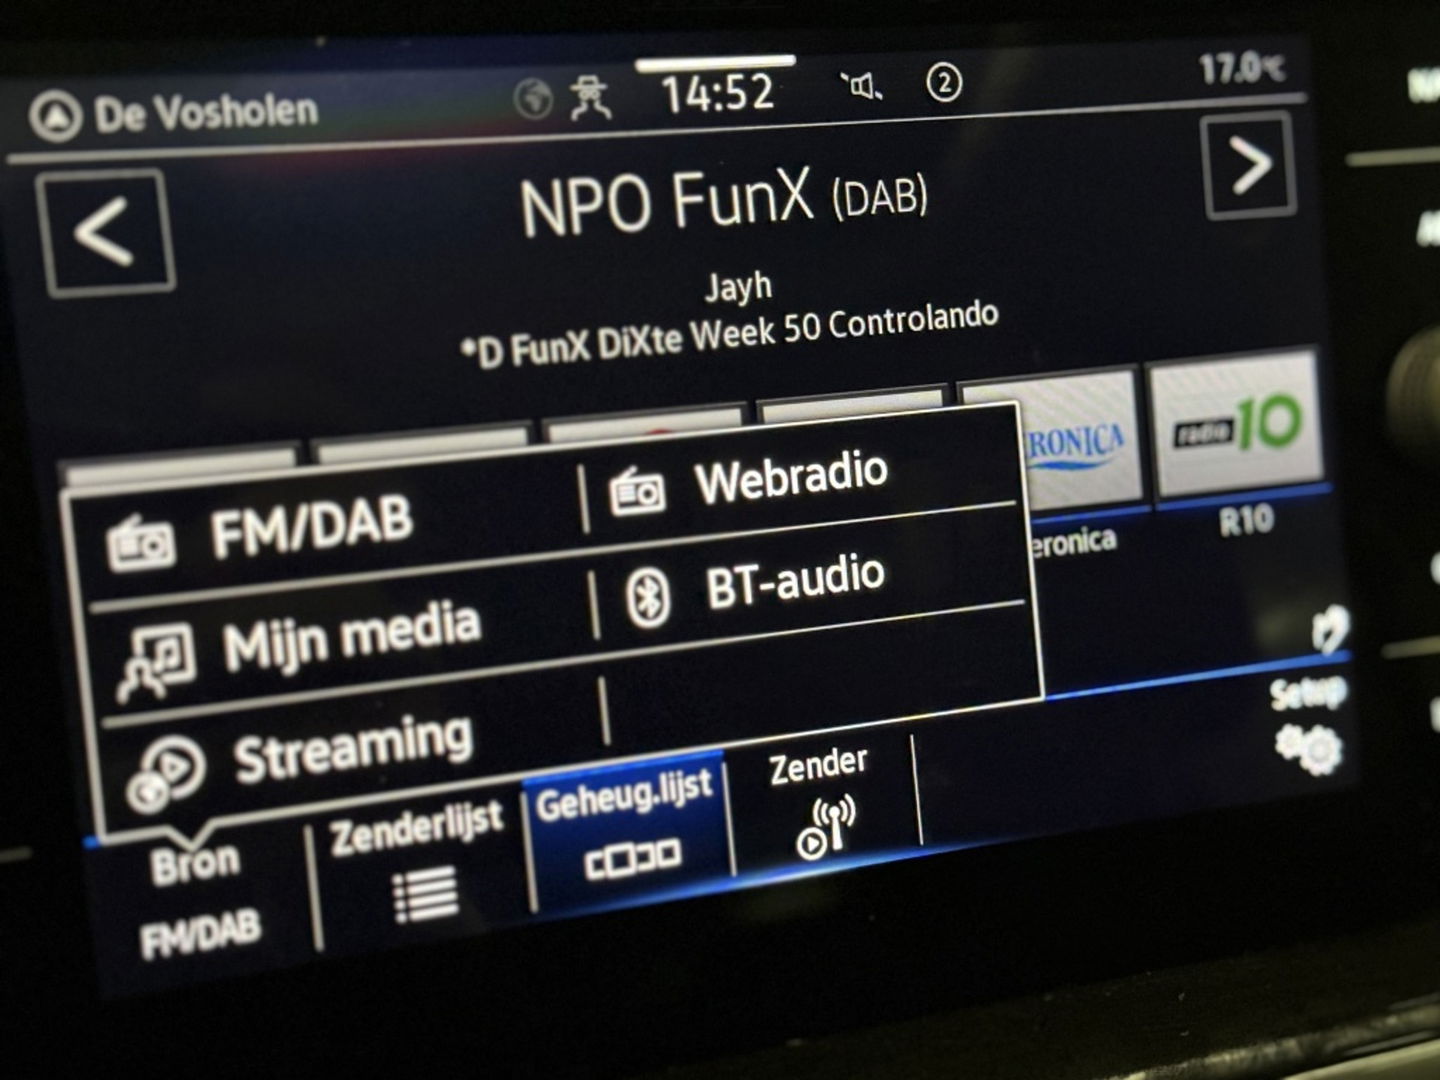 De Vosholen
14:52
2
17.0°C
NPO FunX (DAB)
Jayh
*D FunX DiXte Week 50 Controlando
RONICA
radio 10
FM/DAB
Webradio
eronica
R10
Mijn media
BT-audio
Streaming
Setup
Bron
Zenderlijst
Geheug.lijst
Zender
FM/DAB